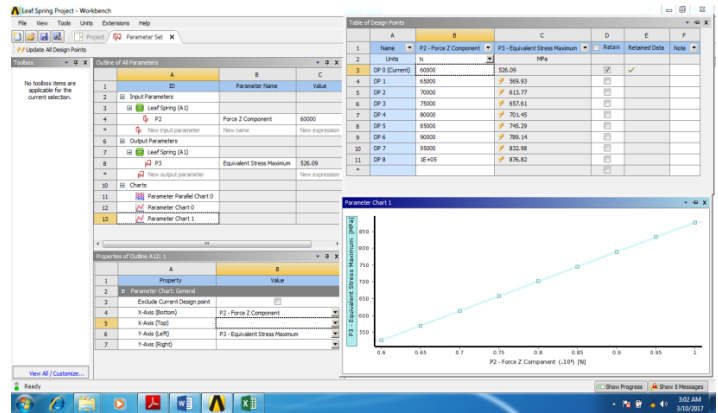 Leaf Spring Project - Workbench
File View Tools Units Extensions Help
Project Parameter Set X
Update All Design Points
Toolbox
No toolbox items are
applicable for the
current selection.
View All / Customize...
Outline of All Parameters
A B C
1 ID Parameter Name Value
2 Input Parameters
3 Leaf Spring (A1)
4 P2 Force Z Component 60000
* New input parameter New name New expression
6 Output Parameters
7 Leaf Spring (A1)
8 P3 Equivalent Stress Maximum 526.09
* New output parameter New expression
10 Charts
11 Parameter Parallel Chart 0
12 Parameter Chart 0
13 Parameter Chart 1
Properties of Outline A12: 1
A B
1 Property Value
2 Parameter Chart: General
3 Exclude Current Design point
4 X-Axis (Bottom) P2 - Force Z Component
5 X-Axis (Top)
6 Y-Axis (Left) P3 - Equivalent Stress Maximum
7 Y-Axis (Right)
Table of Design Points
A B C D E F
1 Name P2 - Force Z Component P3 - Equivalent Stress Maximum Retain Retained Data Note
2 Units N MPa
3 DP 0 (Current) 60000 526.09
4 DP 1 65000 569.93
5 DP 2 70000 613.77
6 DP 3 75000 657.61
7 DP 4 80000 701.45
8 DP 5 85000 745.29
9 DP 6 90000 789.14
10 DP 7 95000 832.98
11 DP 8 1E+05 876.82
*
Parameter Chart 1
P3 - Equivalent Stress Maximum [MPa]
850
800
750
700
650
600
550
0.6 0.65 0.7 0.75 0.8 0.85 0.9 0.95 1
P2 - Force Z Component [N]
Ready
Show Progress Show 5 Messages
3:02 AM
3/10/2017